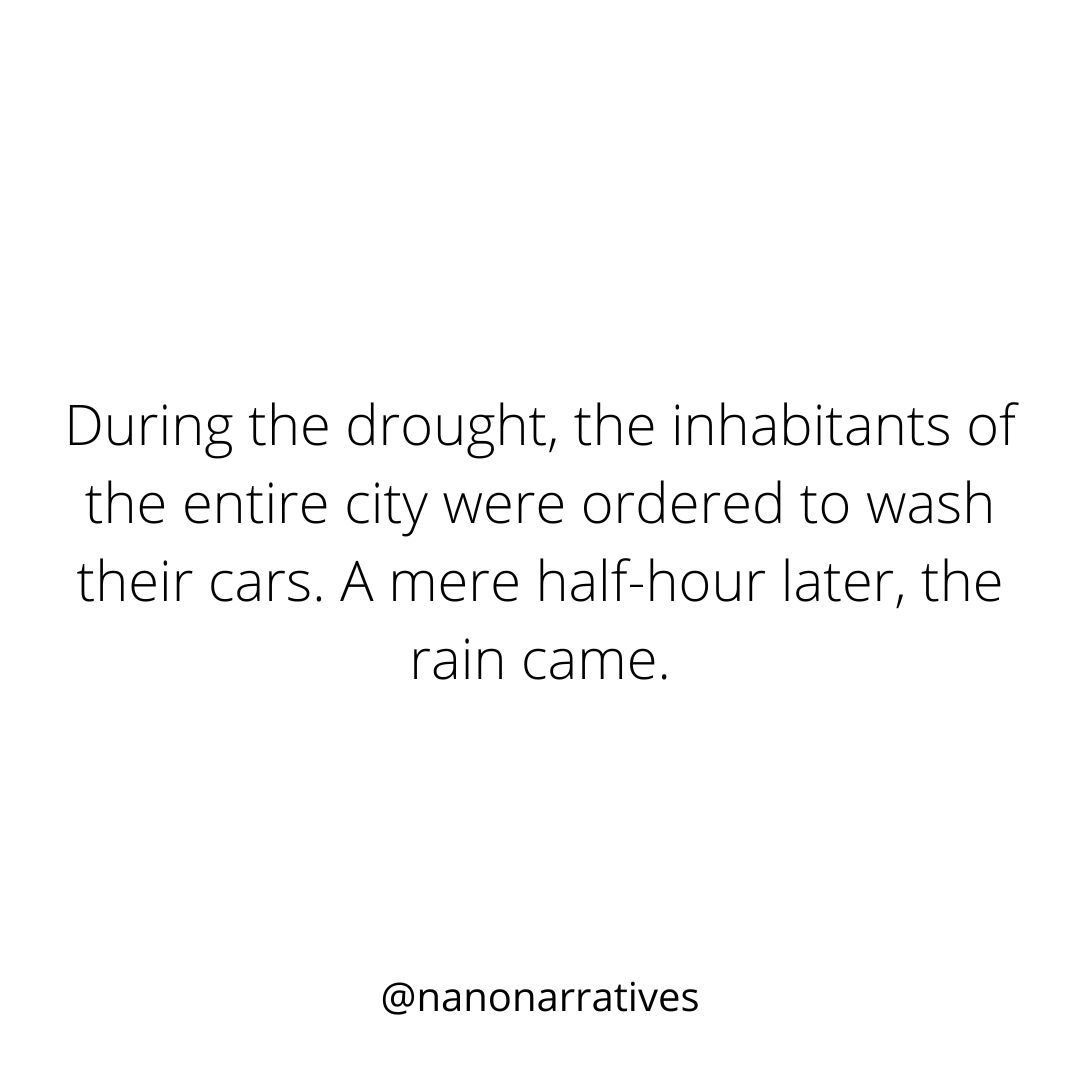 During the drought, the inhabitants of
the entire city were ordered to wash
their cars. A mere half-hour later, the
rain came.
@nanonarratives